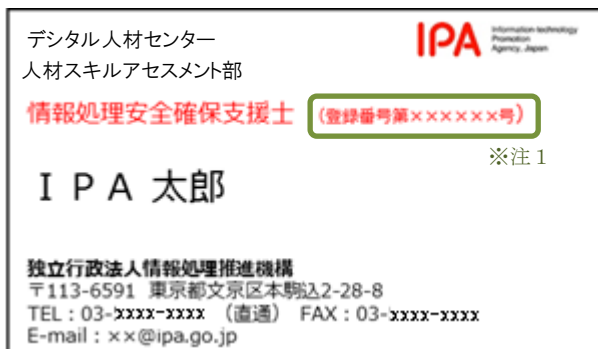 デジタル人材センター
IPA Information-technology
Promotion
Agency, Japan
人材スキルアセスメント部
情報処理安全確保支援士 (登録番号第××××××号)
※注1
IPA 太郎
独立行政法人情報処理推進機構
〒113-6591 東京都文京区本駒込2-28-8
TEL:03-xxxx-xxxx (直通) FAX:03-xxxx-xxxx
E-mail:××@ipa.go.jp